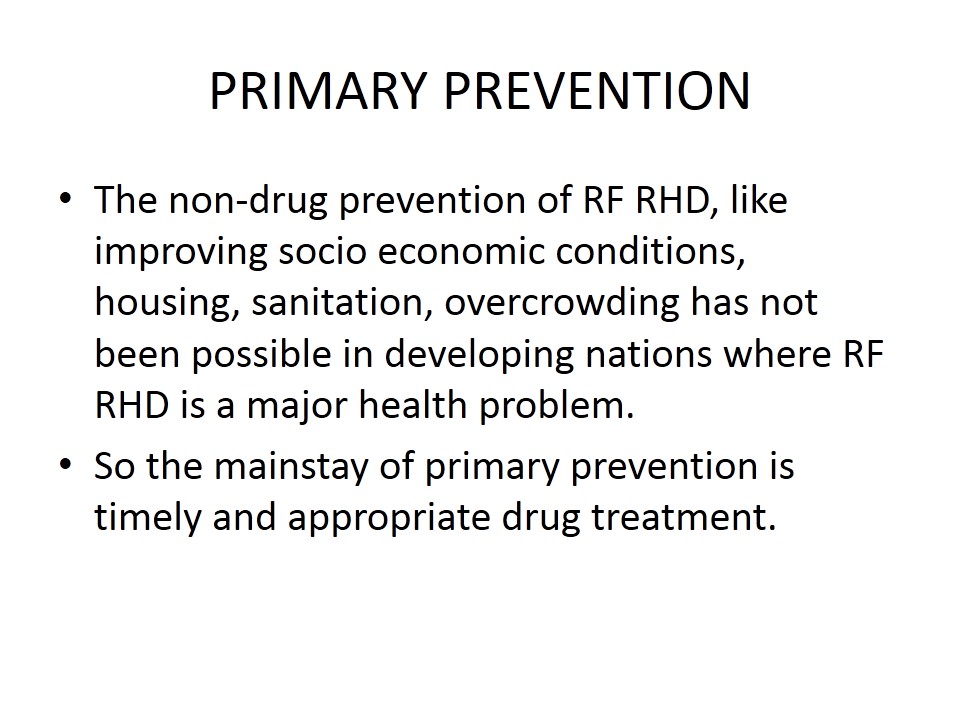 PRIMARY PREVENTION
• The non-drug prevention of RF RHD, like
improving socio economic conditions,
housing, sanitation, overcrowding has not
been possible in developing nations where RF
RHD is a major health problem.
• So the mainstay of primary prevention is
timely and appropriate drug treatment.